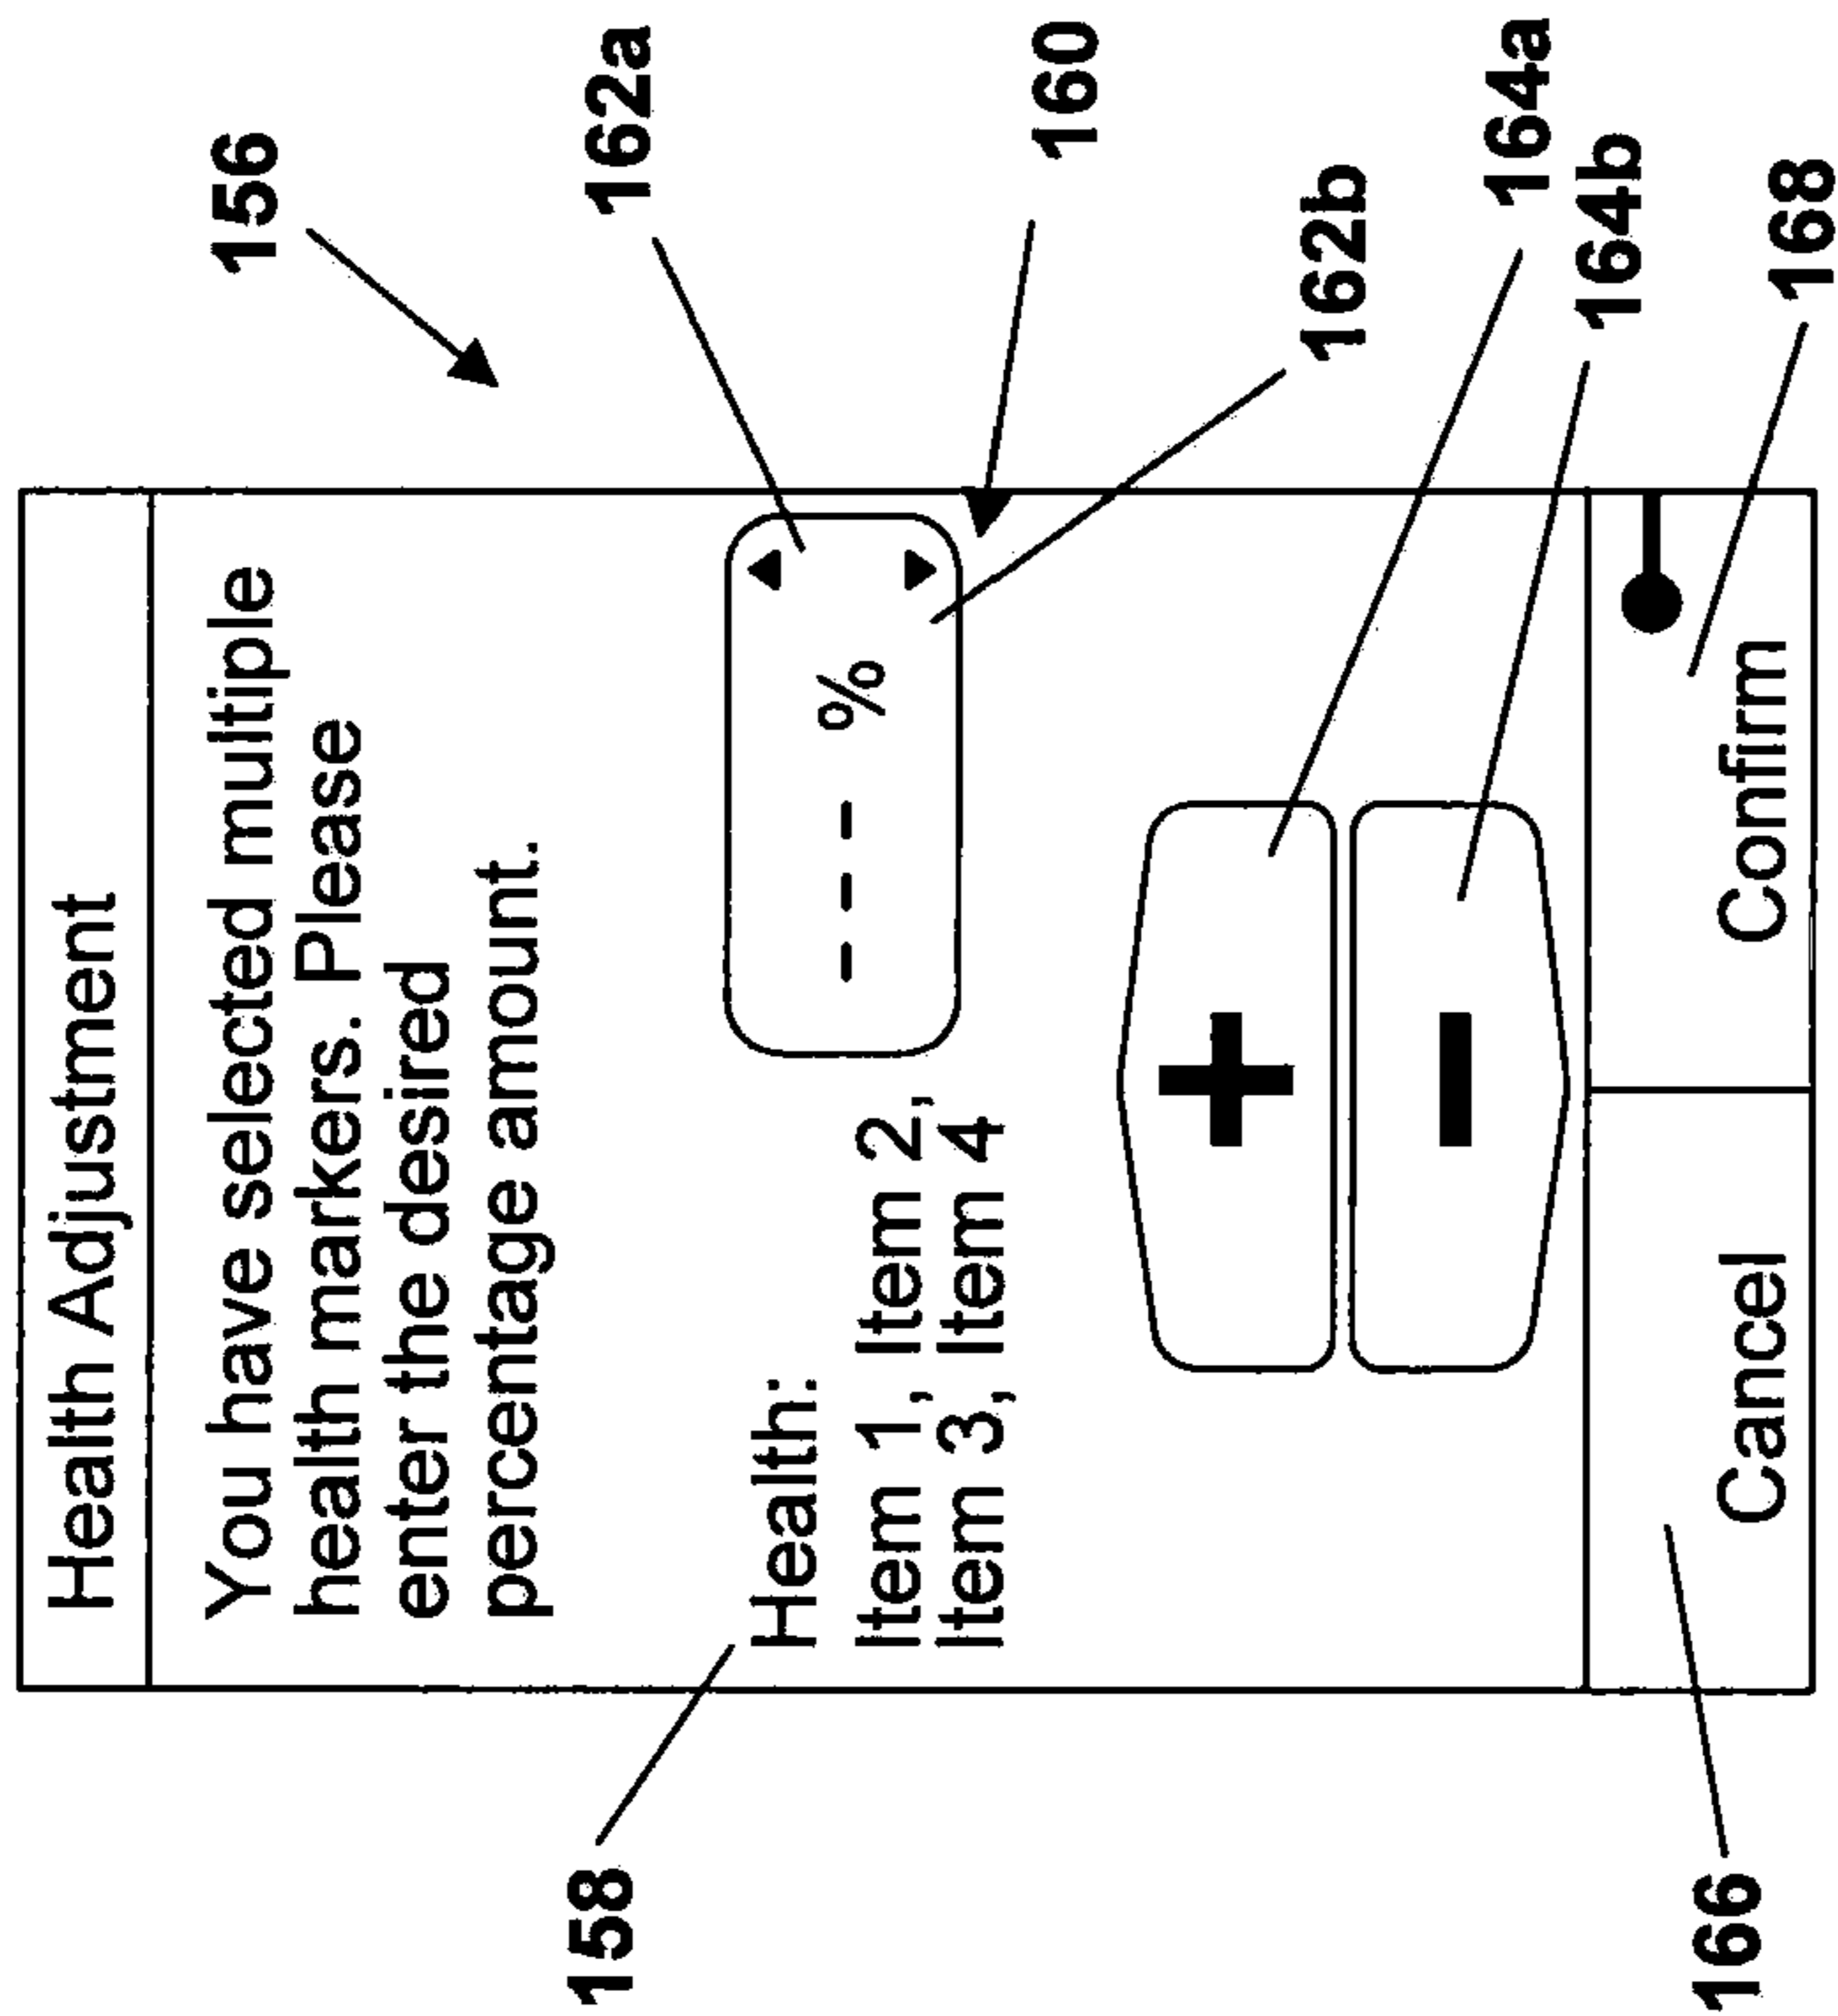 Health Adjustment
You have selected multiple
health markers. Please
enter the desired
percentage amount.
Health:
Item 1, Item 2,
Item 3, Item 4
--- %
+
-
Cancel
Confirm
156
158
160
162a
162b
164a
164b
166
168